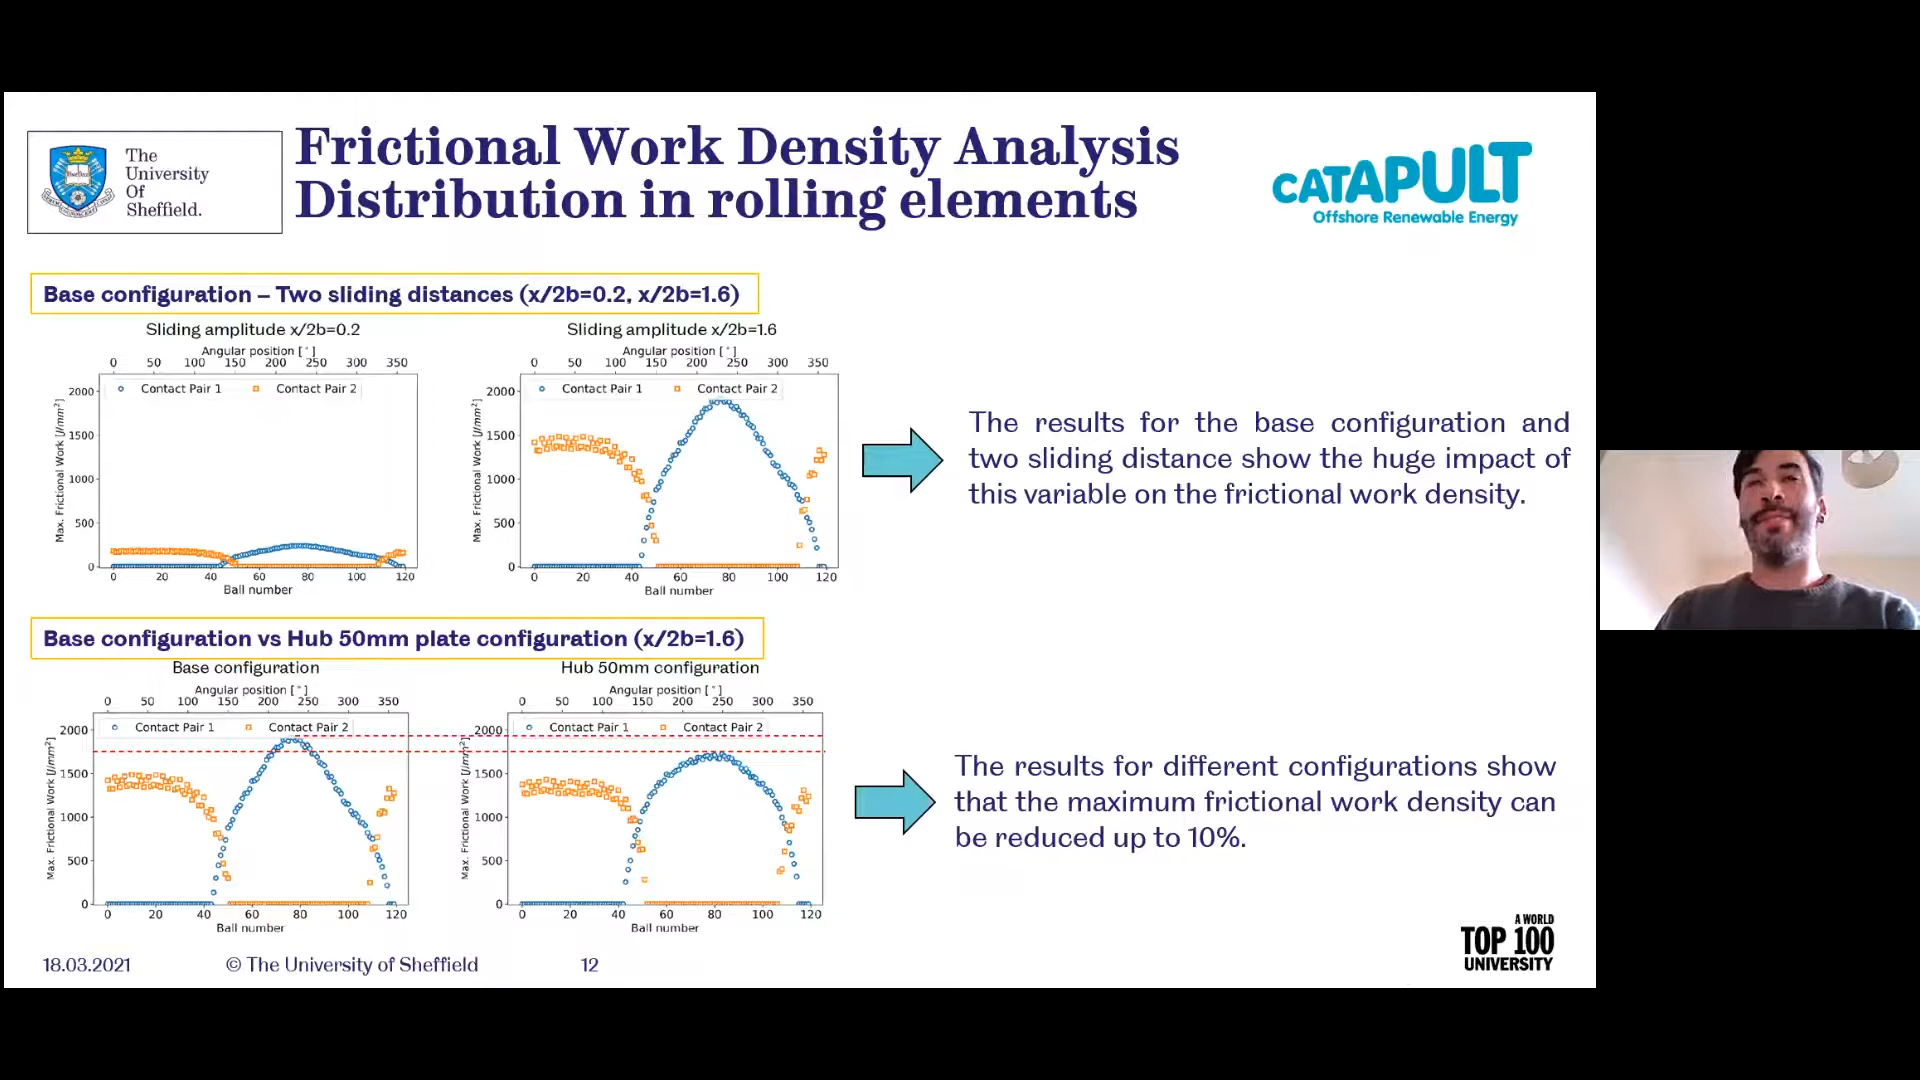 The
University
Of
Sheffield.
Frictional Work Density Analysis
Distribution in rolling elements
CATAPULT
Offshore Renewable Energy
Base configuration – Two sliding distances (x/2b=0.2, x/2b=1.6)
Sliding amplitude x/2b=0.2
Angular position [°]
0 50 100 150 200 250 300 350
Contact Pair 1 Contact Pair 2
2000
1500
1000
500
0
Max. Frictional Work [J/mm²]
0 20 40 60 80 100 120
Ball number
Sliding amplitude x/2b=1.6
Angular position [°]
0 50 100 150 200 250 300 350
Contact Pair 1 Contact Pair 2
2000
1500
1000
500
0
Max. Frictional Work [J/mm²]
0 20 40 60 80 100 120
Ball number
The results for the base configuration and
two sliding distance show the huge impact of
this variable on the frictional work density.
Base configuration vs Hub 50mm plate configuration (x/2b=1.6)
Base configuration
Angular position [°]
0 50 100 150 200 250 300 350
Contact Pair 1 Contact Pair 2
2000
1500
1000
500
0
Max. Frictional Work [J/mm²]
0 20 40 60 80 100 120
Ball number
Hub 50mm configuration
Angular position [°]
0 50 100 150 200 250 300 350
Contact Pair 1 Contact Pair 2
2000
1500
1000
500
0
Max. Frictional Work [J/mm²]
0 20 40 60 80 100 120
Ball number
The results for different configurations show
that the maximum frictional work density can
be reduced up to 10%.
18.03.2021
© The University of Sheffield
12
A WORLD
TOP 100
UNIVERSITY